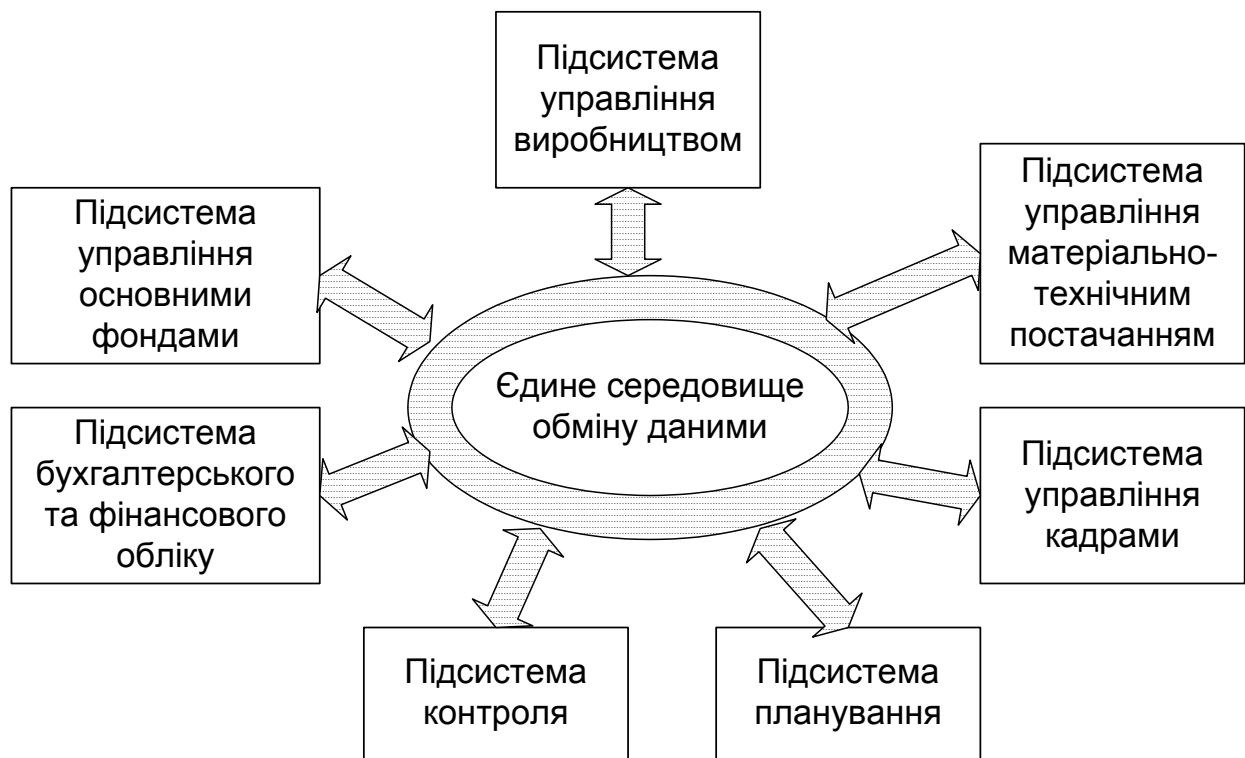 Підсистема
управління
виробництвом
Підсистема
управління
основними
фондами
Підсистема
управління
матеріально-
технічним
постачанням
Єдине середовище
обміну даними
Підсистема
бухгалтерського
та фінансового
обліку
Підсистема
управління
кадрами
Підсистема
контроля
Підсистема
планування